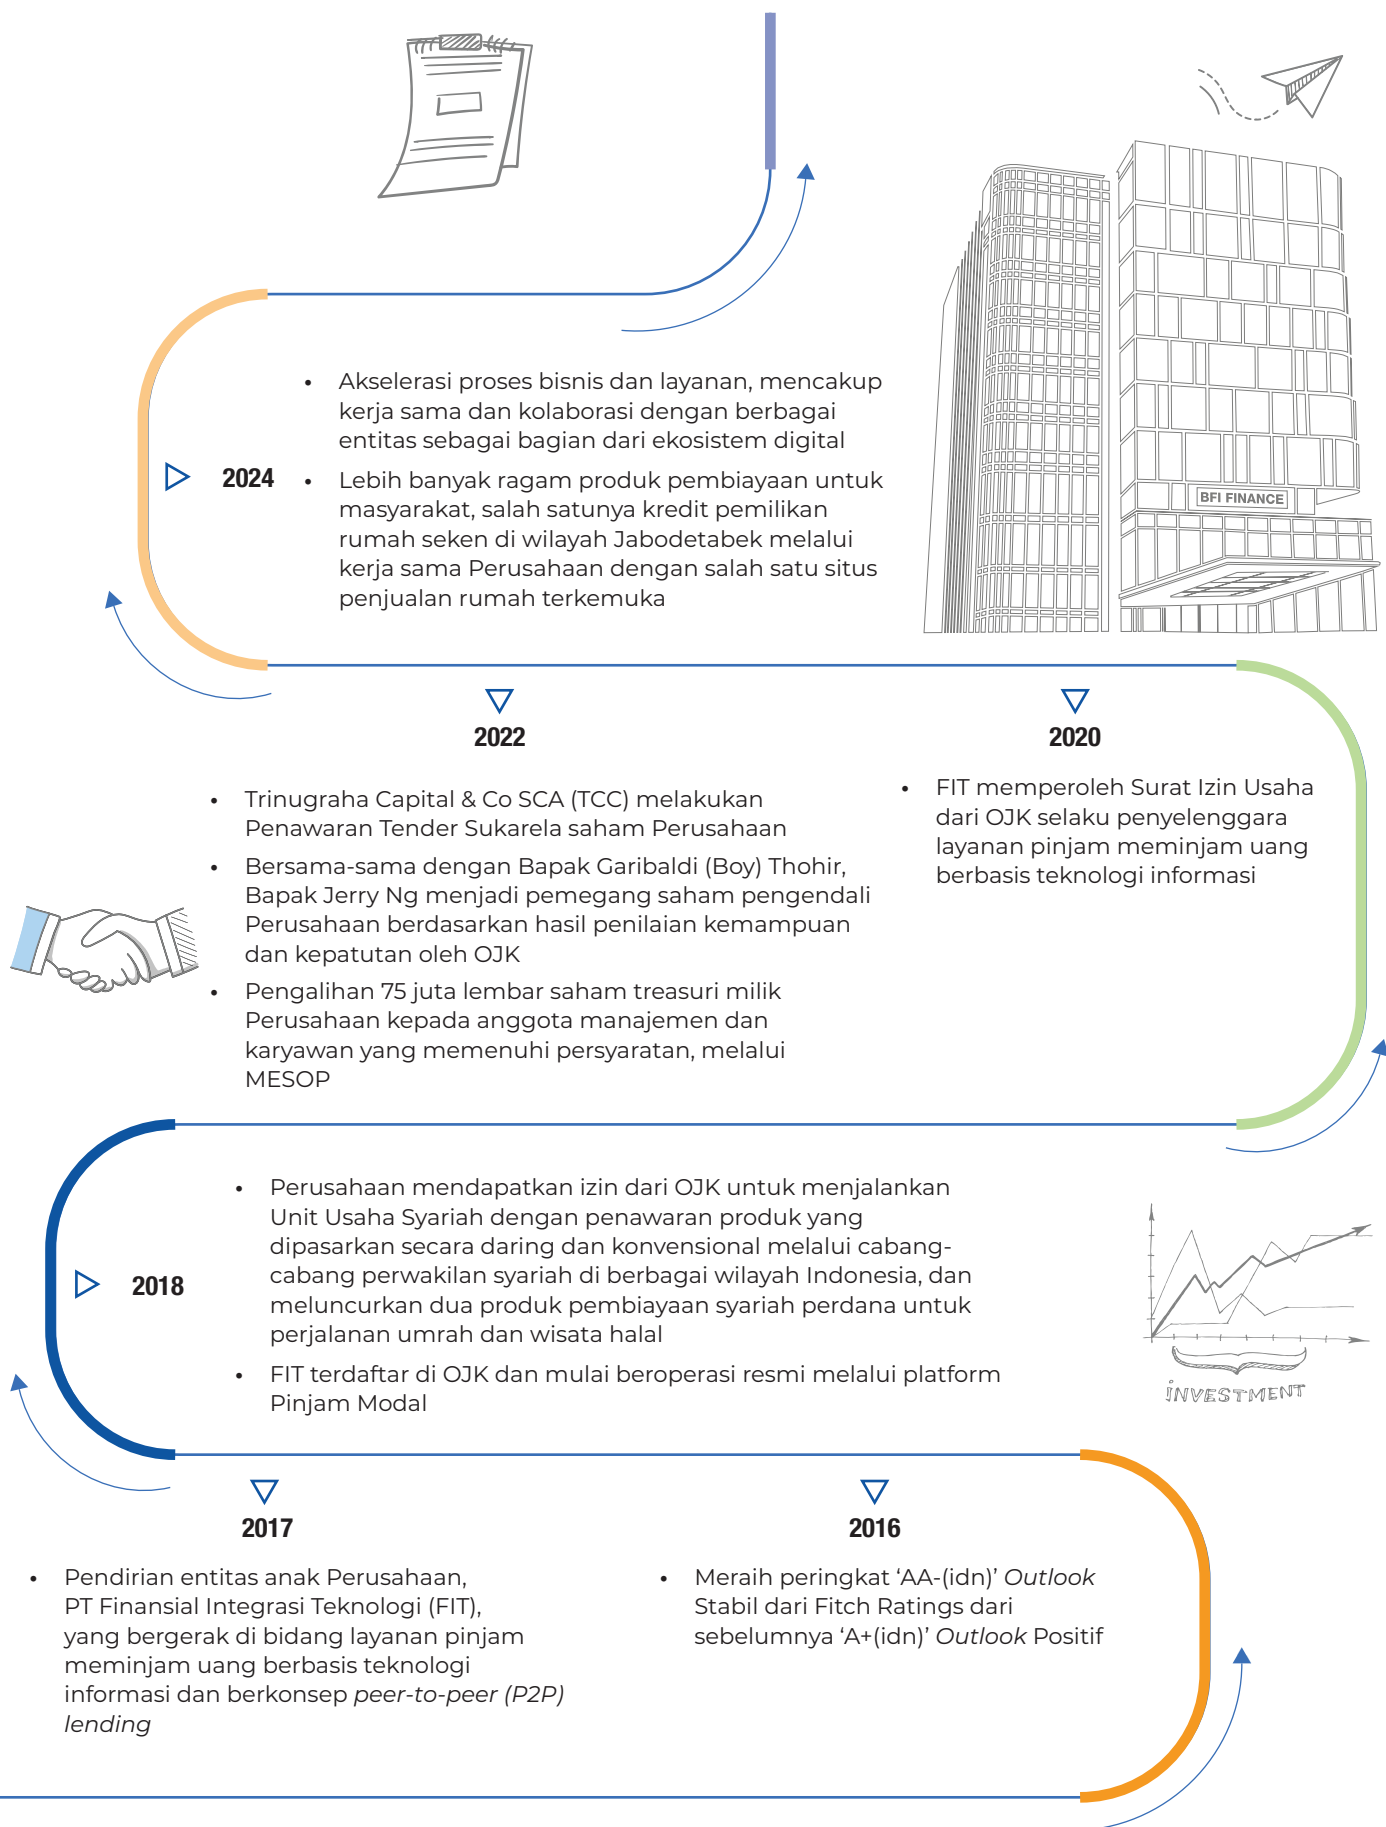 2024
• Akselerasi proses bisnis dan layanan, mencakup
kerja sama dan kolaborasi dengan berbagai
entitas sebagai bagian dari ekosistem digital
• Lebih banyak ragam produk pembiayaan untuk
masyarakat, salah satunya kredit pemilikan
rumah seken di wilayah Jabodetabek melalui
kerja sama Perusahaan dengan salah satu situs
penjualan rumah terkemuka
BFI FINANCE
2022
• Trinugraha Capital & Co SCA (TCC) melakukan
Penawaran Tender Sukarela saham Perusahaan
• Bersama-sama dengan Bapak Garibaldi (Boy) Thohir,
Bapak Jerry Ng menjadi pemegang saham pengendali
Perusahaan berdasarkan hasil penilaian kemampuan
dan kepatutan oleh OJK
• Pengalihan 75 juta lembar saham treasuri milik
Perusahaan kepada anggota manajemen dan
karyawan yang memenuhi persyaratan, melalui
MESOP
2020
• FIT memperoleh Surat Izin Usaha
dari OJK selaku penyelenggara
layanan pinjam meminjam uang
berbasis teknologi informasi
2018
• Perusahaan mendapatkan izin dari OJK untuk menjalankan
Unit Usaha Syariah dengan penawaran produk yang
dipasarkan secara daring dan konvensional melalui cabang-
cabang perwakilan syariah di berbagai wilayah Indonesia, dan
meluncurkan dua produk pembiayaan syariah perdana untuk
perjalanan umrah dan wisata halal
• FIT terdaftar di OJK dan mulai beroperasi resmi melalui platform
Pinjam Modal
INVESTMENT
2017
• Pendirian entitas anak Perusahaan,
PT Finansial Integrasi Teknologi (FIT),
yang bergerak di bidang layanan pinjam
meminjam uang berbasis teknologi
informasi dan berkonsep peer-to-peer (P2P)
lending
2016
• Meraih peringkat ‘AA-(idn)’ Outlook
Stabil dari Fitch Ratings dari
sebelumnya ‘A+(idn)’ Outlook Positif